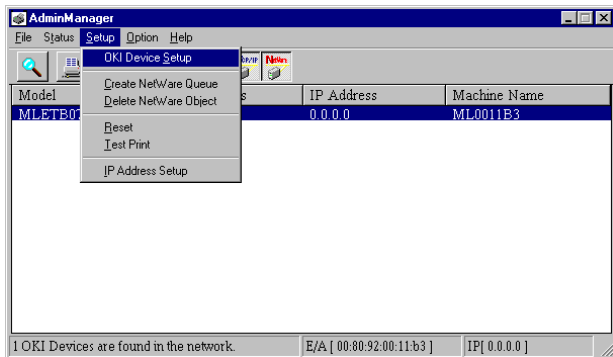 AdminManager
File Status Setup Option Help
OKI Device Setup
Create NetWare Queue
Delete NetWare Object
Reset
Test Print
IP Address Setup
Model IP Address Machine Name
MLETB07 0.0.0.0 ML0011B3
1 OKI Devices are found in the network. E/A [ 00:80:92:00:11:b3 ] IP[ 0.0.0.0 ]